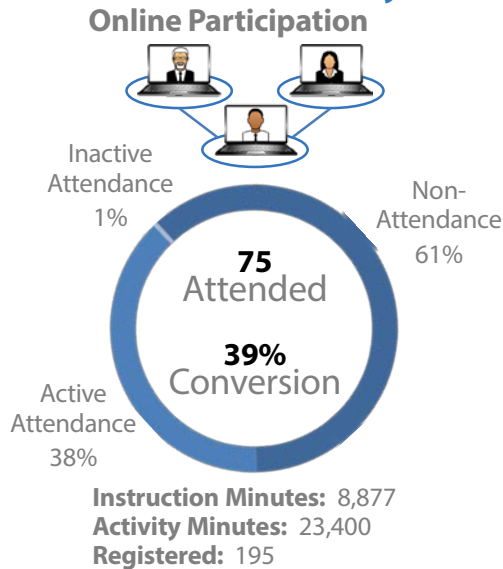 Online Participation
Inactive
Attendance
1%
Non-
Attendance
61%
75
Attended
39%
Conversion
Active
Attendance
38%
Instruction Minutes: 8,877
Activity Minutes: 23,400
Registered: 195